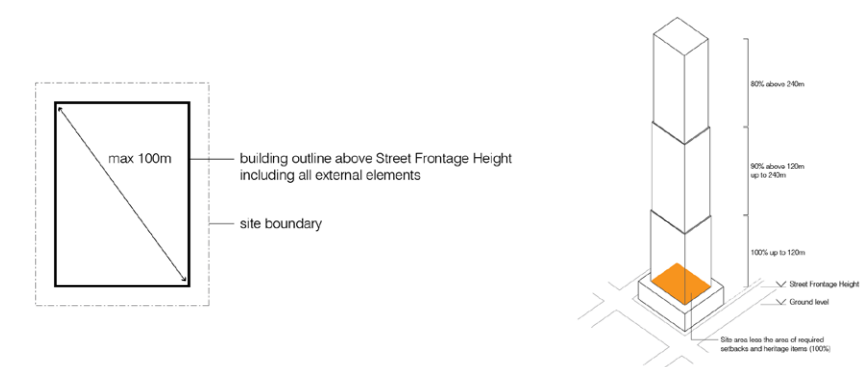 max 100m
building outline above Street Frontage Height
including all external elements
site boundary
80% above 240m
90% above 120m
up to 240m
100% up to 120m
Street Frontage Height
Ground level
Site area less the area of required
setbacks and heritage items (100%)